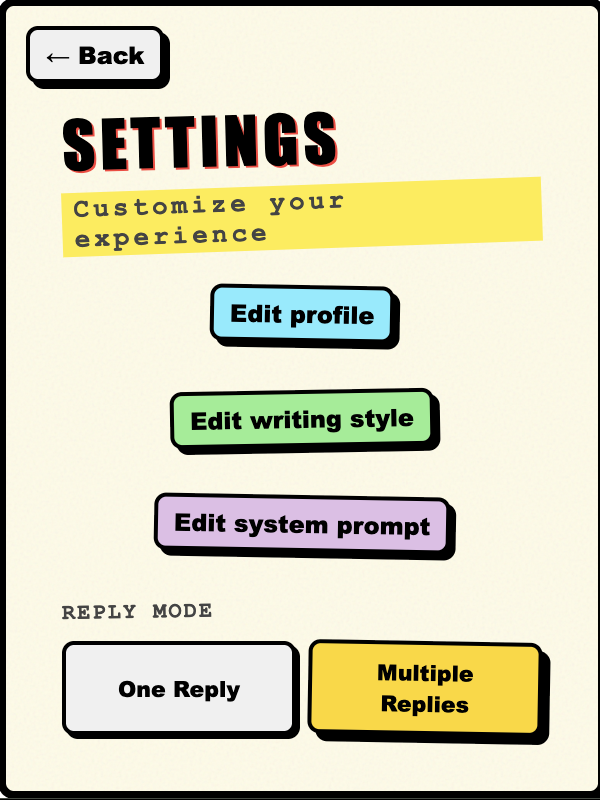 ← Back
SETTINGS
Customize your
experience
Edit profile
Edit writing style
Edit system prompt
REPLY MODE
One Reply
Multiple
Replies